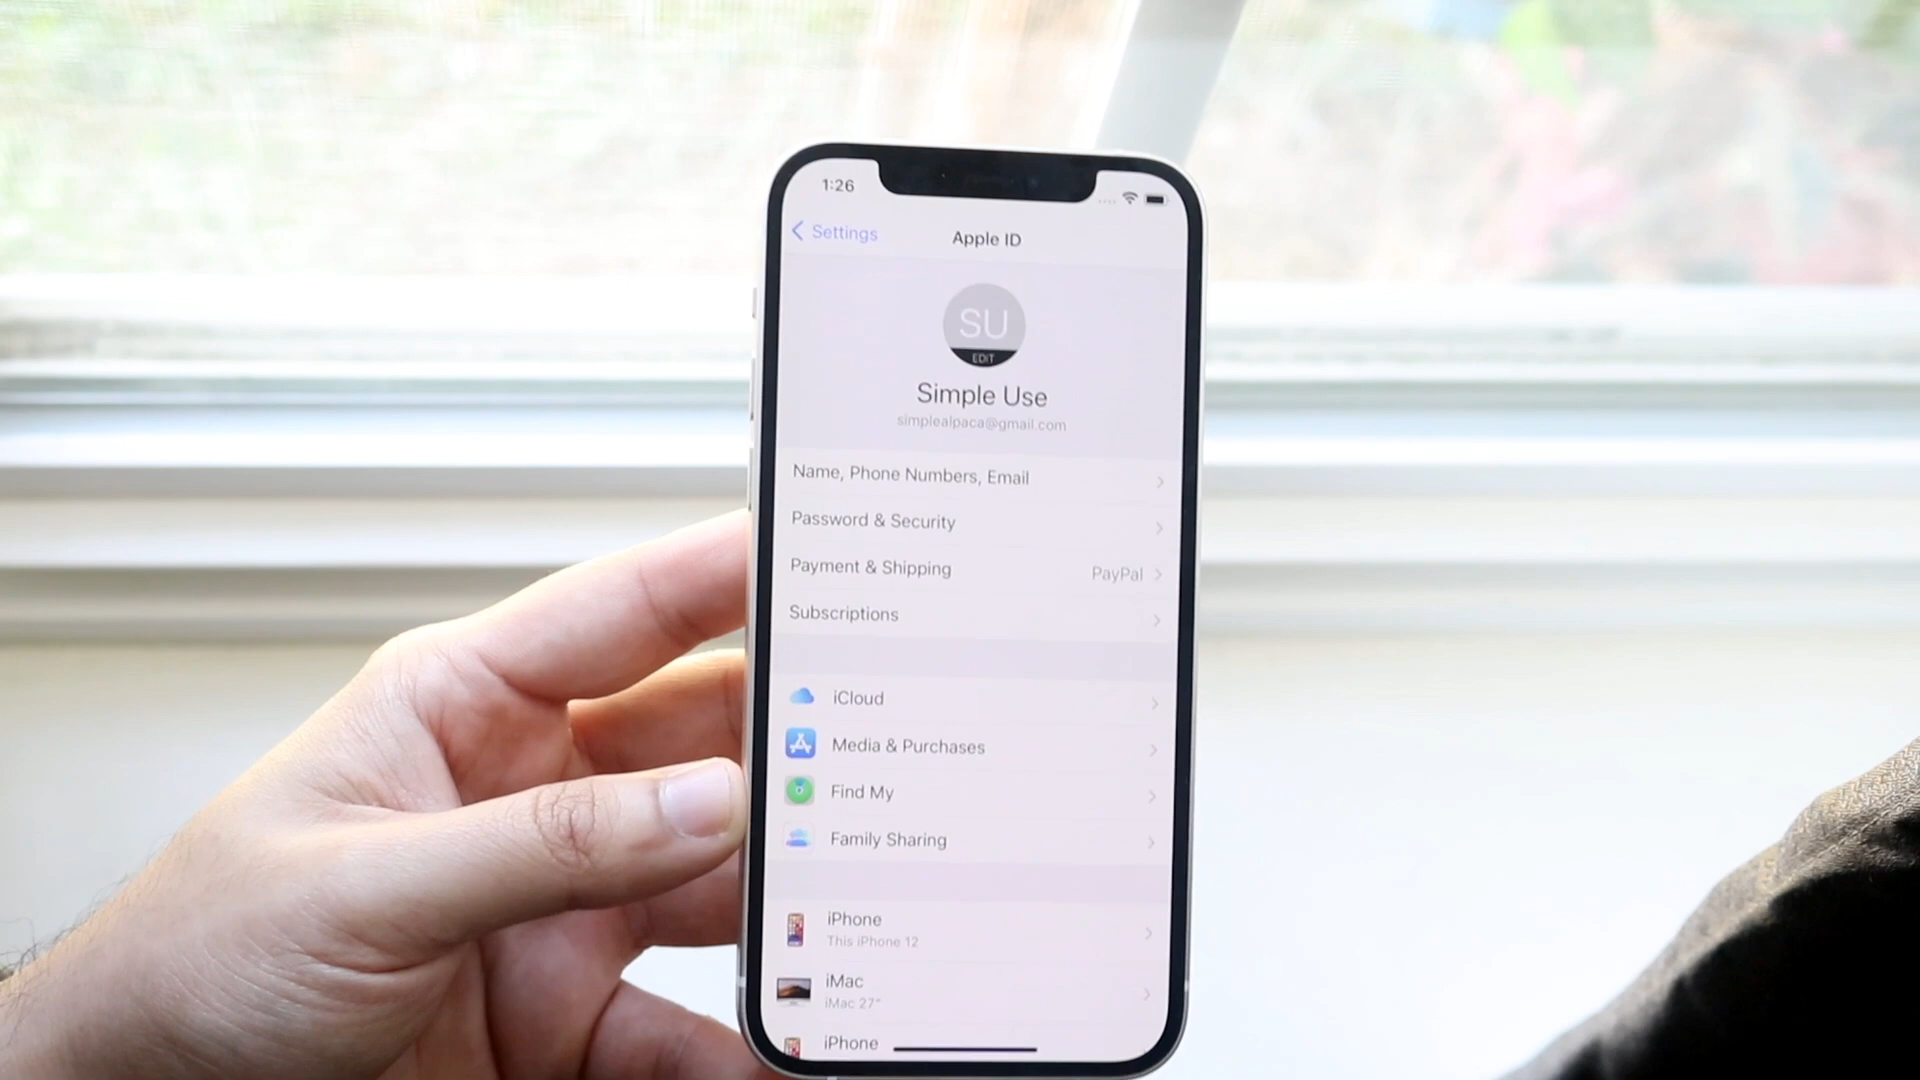 1:26
Settings
Apple ID
SU
EDIT
Simple Use
simplealpaca@gmail.com
Name, Phone Numbers, Email
Password & Security
Payment & Shipping PayPal
Subscriptions
iCloud
Media & Purchases
Find My
Family Sharing
iPhone
This iPhone 12
iMac
iMac 27"
iPhone